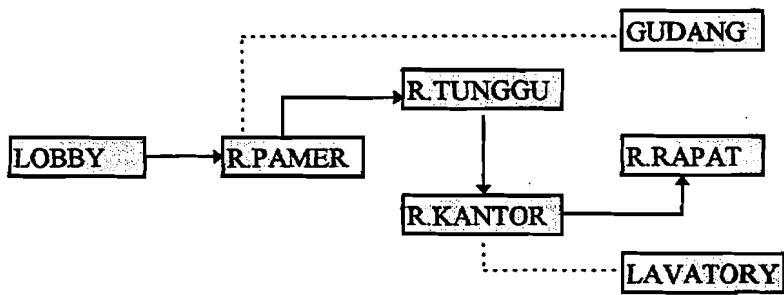 GUDANG
R.TUNGGU
LOBBY
R.PAMER
R.RAPAT
R.KANTOR
LAVATORY